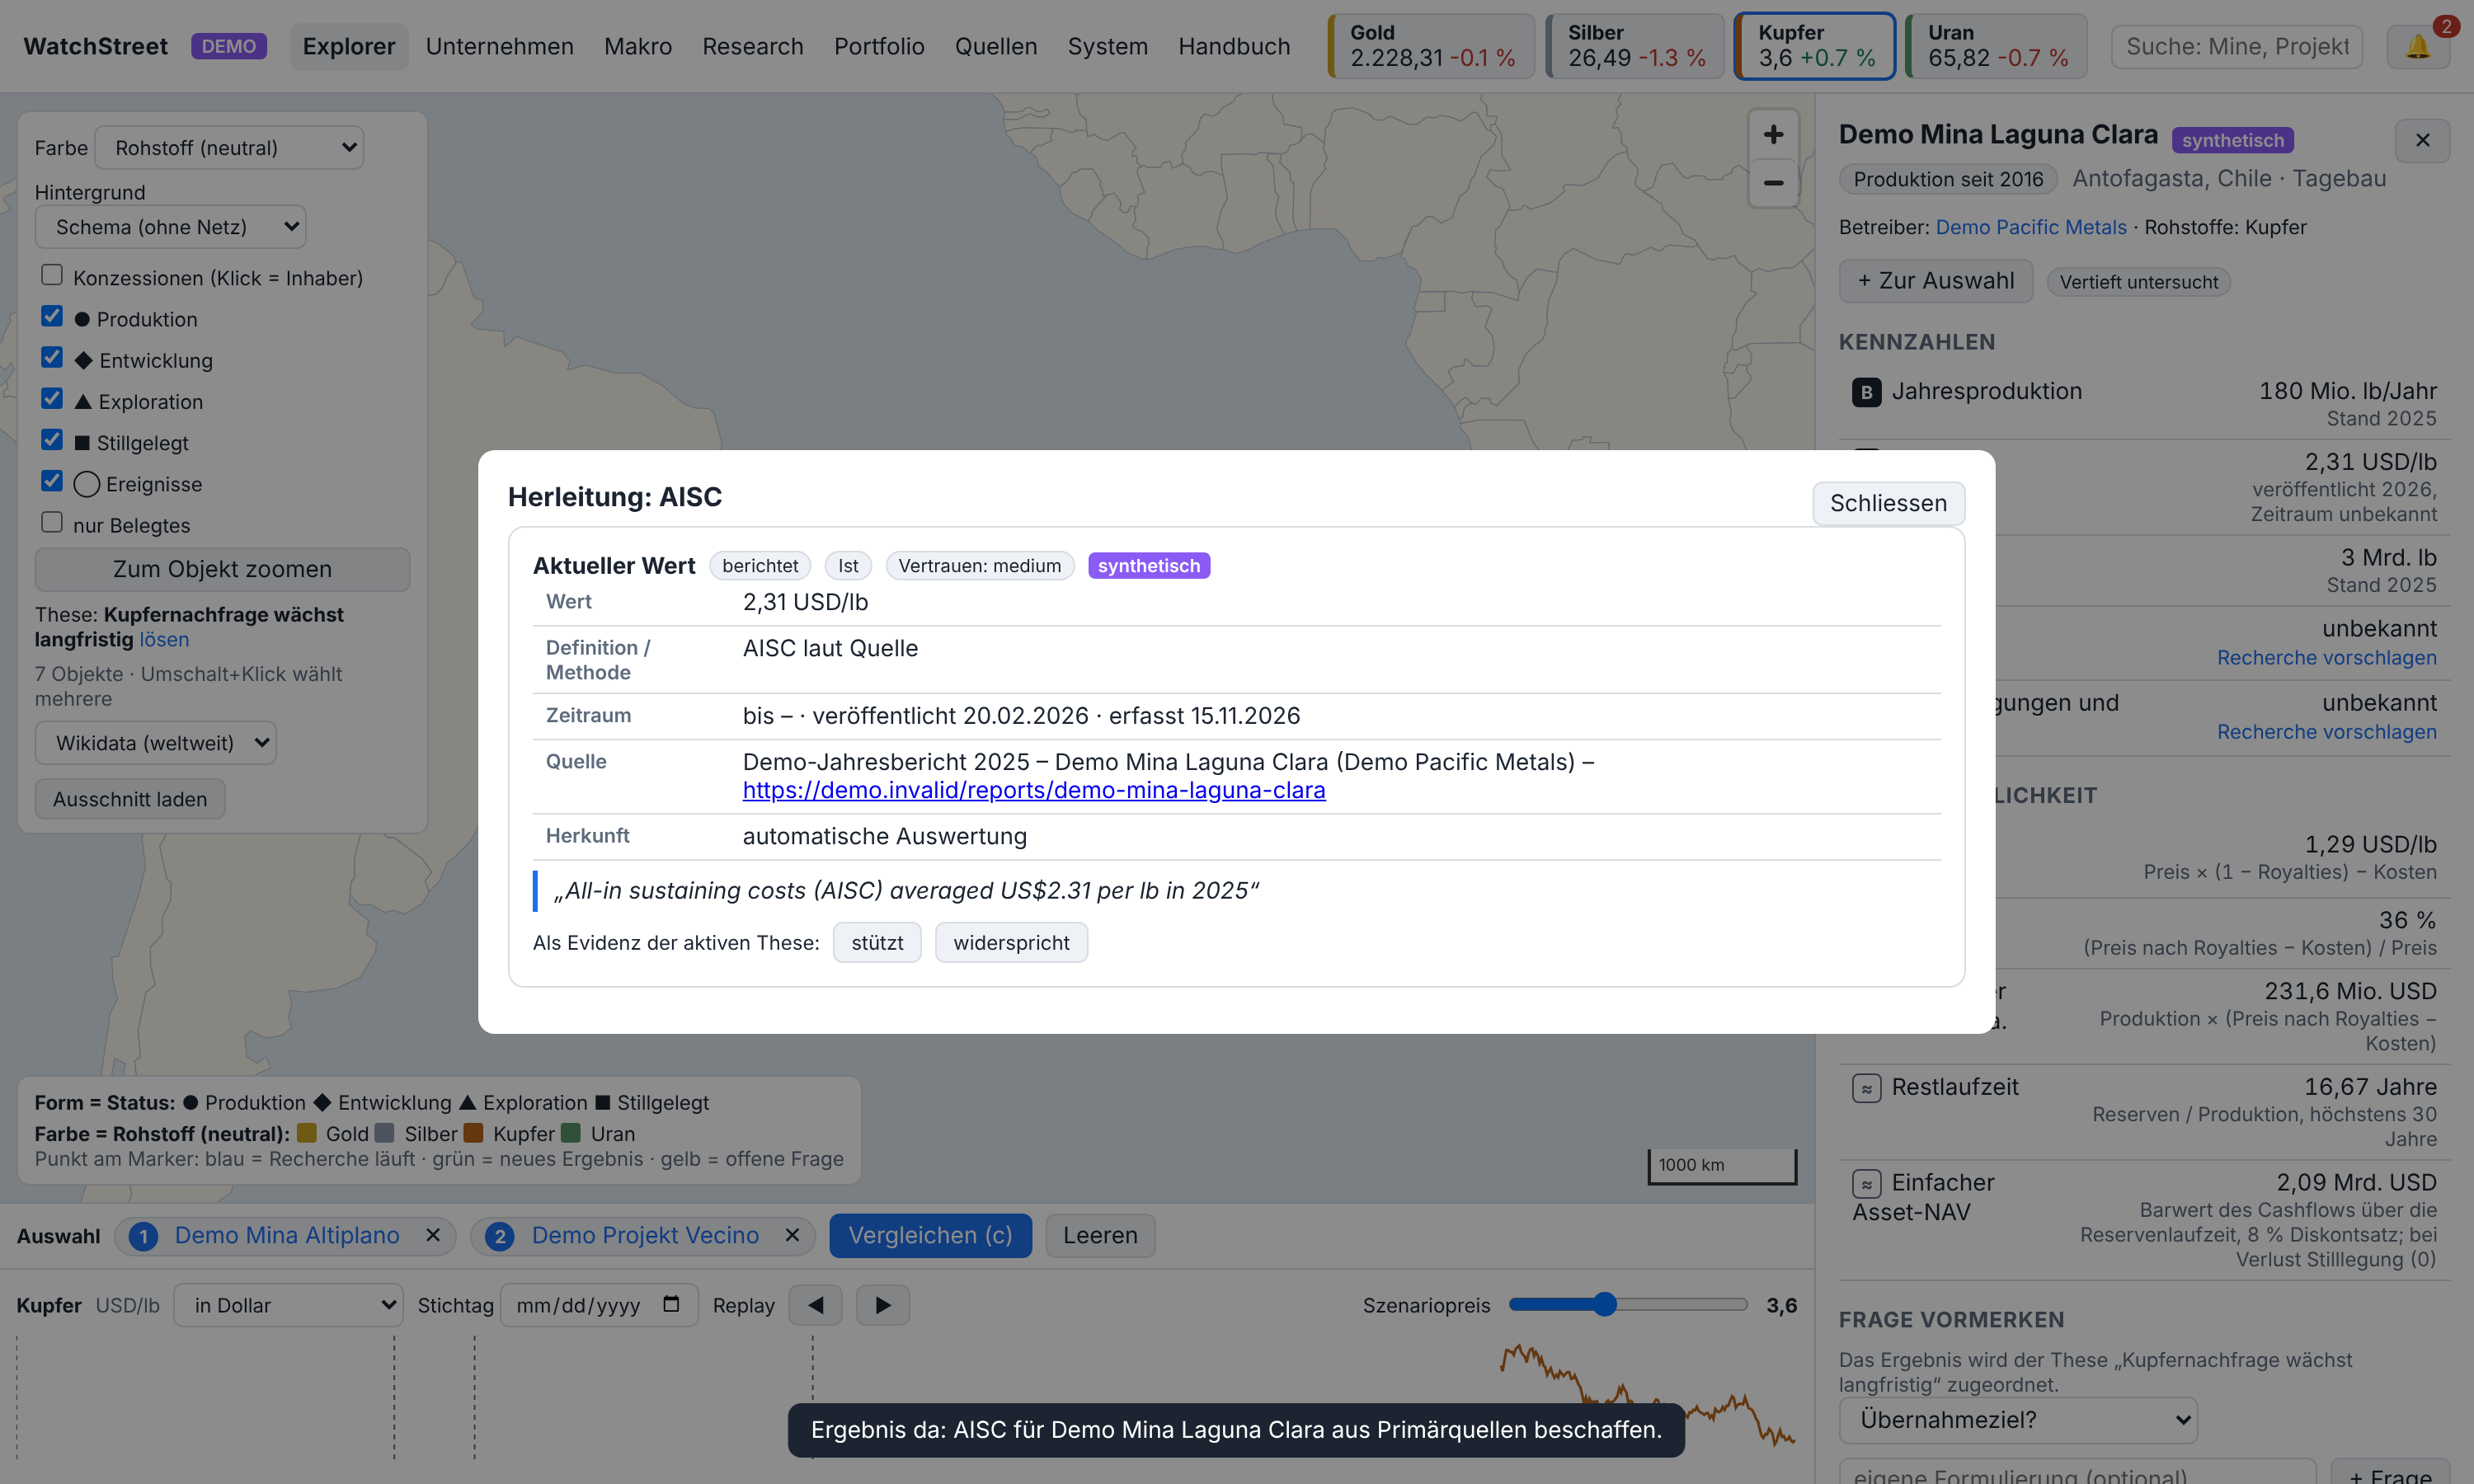 WatchStreet DEMO Explorer Unternehmen Makro Research Portfolio Quellen System Handbuch
Gold
2.228,31 -0.1 %
Silber
26,49 -1.3 %
Kupfer
3,6 +0.7 %
Uran
65,82 -0.7 %
Suche: Mine, Projekt
2
Farbe Rohstoff (neutral)
Hintergrund
Schema (ohne Netz)
Konzessionen (Klick = Inhaber)
Produktion
Entwicklung
Exploration
Stillgelegt
Ereignisse
nur Belegtes
Zum Objekt zoomen
These: Kupfernachfrage wächst
langfristig lösen
7 Objekte · Umschalt+Klick wählt
mehrere
Wikidata (weltweit)
Ausschnitt laden
+
−
Herleitung: AISC
Schliessen
Aktueller Wert berichtet Ist Vertrauen: medium synthetisch
Wert 2,31 USD/lb
Definition / Methode AISC laut Quelle
Zeitraum bis – · veröffentlicht 20.02.2026 · erfasst 15.11.2026
Quelle Demo-Jahresbericht 2025 – Demo Mina Laguna Clara (Demo Pacific Metals) –
https://demo.invalid/reports/demo-mina-laguna-clara
Herkunft automatische Auswertung
„All-in sustaining costs (AISC) averaged US$2.31 per lb in 2025“
Als Evidenz der aktiven These: stützt widerspricht
Form = Status: Produktion Entwicklung Exploration Stillgelegt
Farbe = Rohstoff (neutral): Gold Silber Kupfer Uran
Punkt am Marker: blau = Recherche läuft · grün = neues Ergebnis · gelb = offene Frage
1000 km
Auswahl 1 Demo Mina Altiplano ✕ 2 Demo Projekt Vecino ✕ Vergleichen (c) Leeren
Kupfer USD/lb in Dollar Stichtag mm/dd/yyyy Replay ◀ ▶ Szenariopreis 3,6
Ergebnis da: AISC für Demo Mina Laguna Clara aus Primärquellen beschaffen.
Demo Mina Laguna Clara synthetisch ✕
Produktion seit 2016 Antofagasta, Chile · Tagebau
Betreiber: Demo Pacific Metals · Rohstoffe: Kupfer
+ Zur Auswahl Vertieft untersucht
KENNZAHLEN
B Jahresproduktion 180 Mio. lb/Jahr
Stand 2025
2,31 USD/lb
veröffentlicht 2026,
Zeitraum unbekannt
3 Mrd. lb
Stand 2025
unbekannt
Recherche vorschlagen
gungen und unbekannt
Recherche vorschlagen
LICHKEIT
1,29 USD/lb
Preis × (1 − Royalties) − Kosten
36 %
(Preis nach Royalties − Kosten) / Preis
231,6 Mio. USD
Produktion × (Preis nach Royalties −
Kosten)
≈ Restlaufzeit 16,67 Jahre
Reserven / Produktion, höchstens 30
Jahre
≈ Einfacher
Asset-NAV
2,09 Mrd. USD
Barwert des Cashflows über die
Reservenlaufzeit, 8 % Diskontsatz; bei
Verlust Stilllegung (0)
FRAGE VORMERKEN
Das Ergebnis wird der These „Kupfernachfrage wächst
langfristig“ zugeordnet.
Übernahmeziel?
eigene Formulierung (optional) + Frage